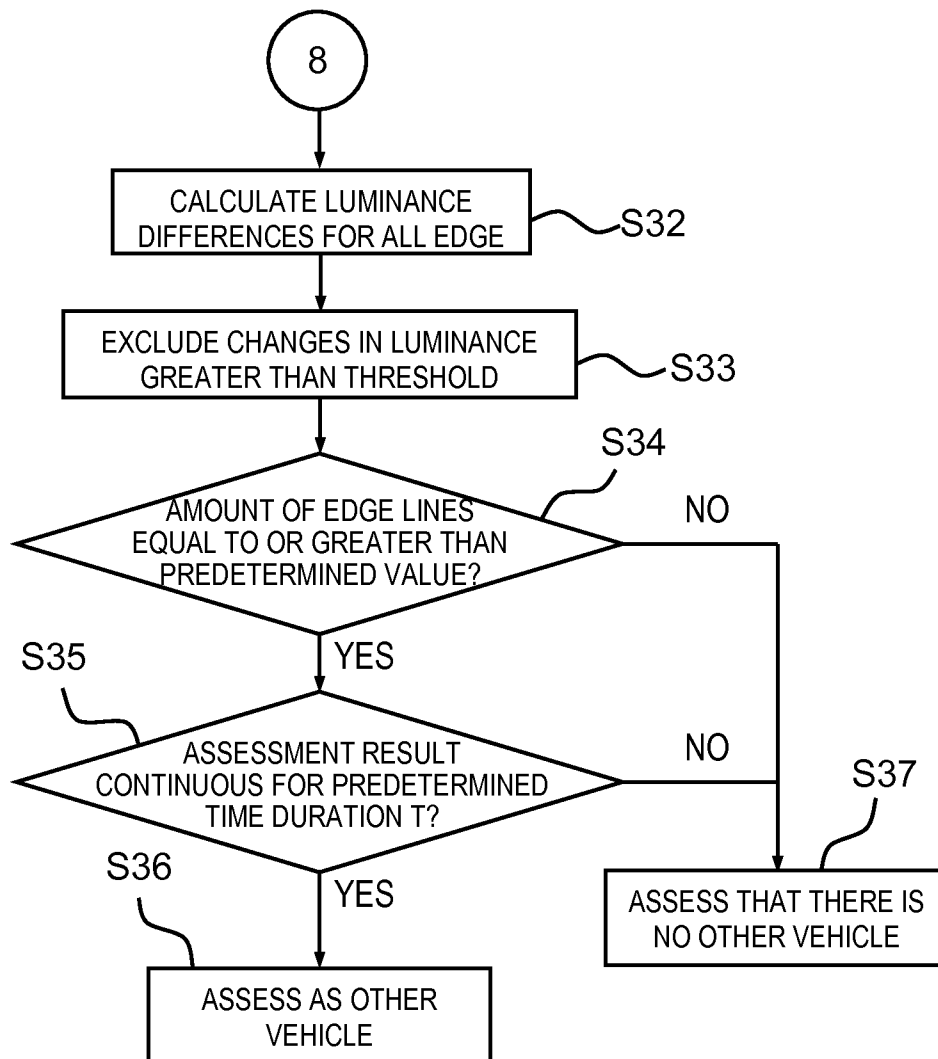 8
CALCULATE LUMINANCE
DIFFERENCES FOR ALL EDGE
S32
EXCLUDE CHANGES IN LUMINANCE
GREATER THAN THRESHOLD
S33
S34
AMOUNT OF EDGE LINES
EQUAL TO OR GREATER THAN
PREDETERMINED VALUE?
NO
YES
S35
ASSESSMENT RESULT
CONTINUOUS FOR PREDETERMINED
TIME DURATION T?
NO
S37
S36
YES
ASSESS THAT THERE IS
NO OTHER VEHICLE
ASSESS AS OTHER
VEHICLE